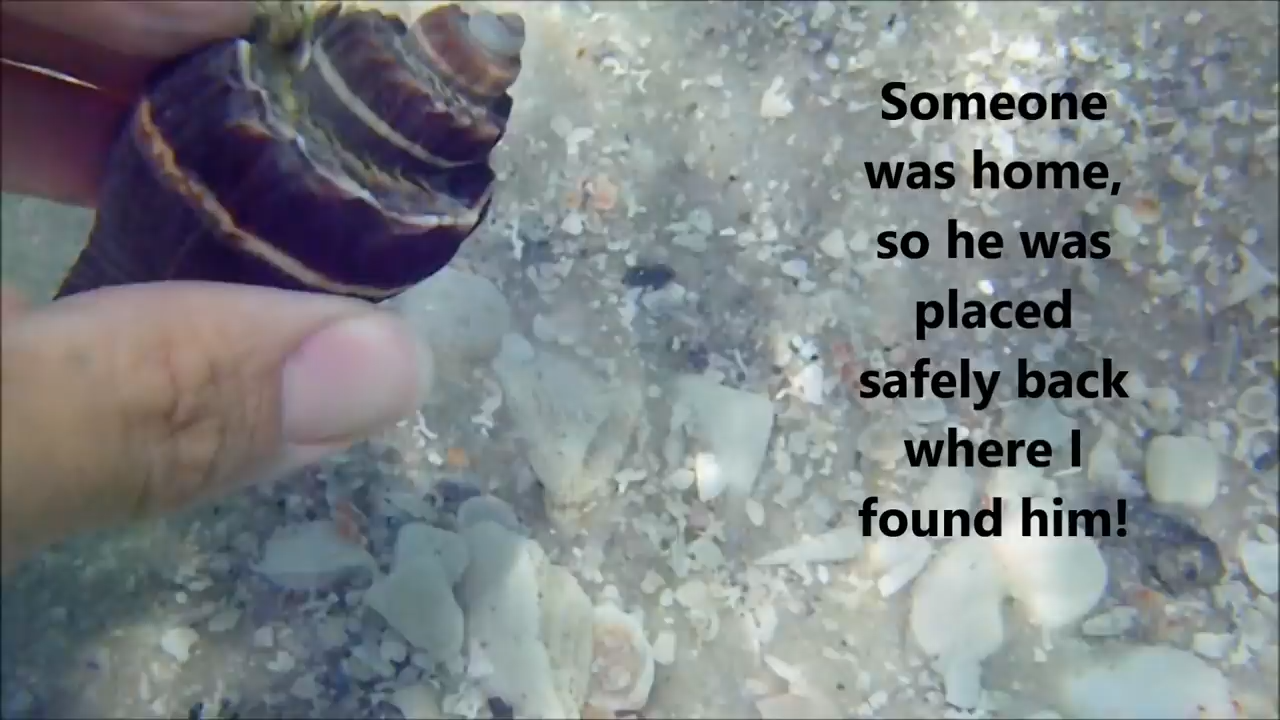 Someone
was home,
so he was
placed
safely back
where I
found him!